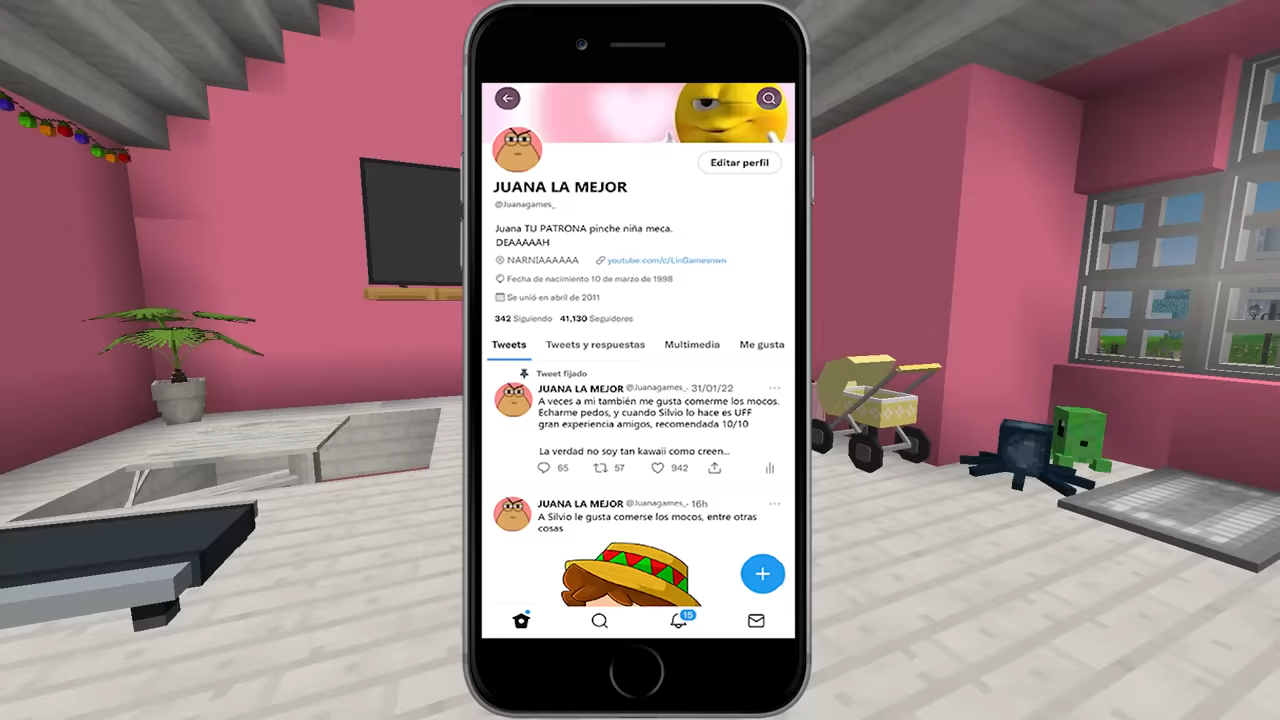 Editar perfil
JUANA LA MEJOR
@Juanagames_
Juana TU PATRONA pinche niña meca.
DEAAAAAH
NARNIAAAAAA youtube.com/c/LinGamesnwn
Fecha de nacimiento 10 de marzo de 1998
Se unió en abril de 2011
342 Siguiendo 41,130 Seguidores
Tweets Tweets y respuestas Multimedia Me gusta
Tweet fijado
JUANA LA MEJOR @Juanagames_· 31/01/22
A veces a mi también me gusta comerme los mocos.
Echarme pedos, y cuando Silvio lo hace es UFF
gran experiencia amigos, recomendada 10/10
La verdad no soy tan kawaii como creen...
65 57 942
JUANA LA MEJOR @Juanagames_· 16h
A Silvio le gusta comerse los mocos, entre otras
cosas
15